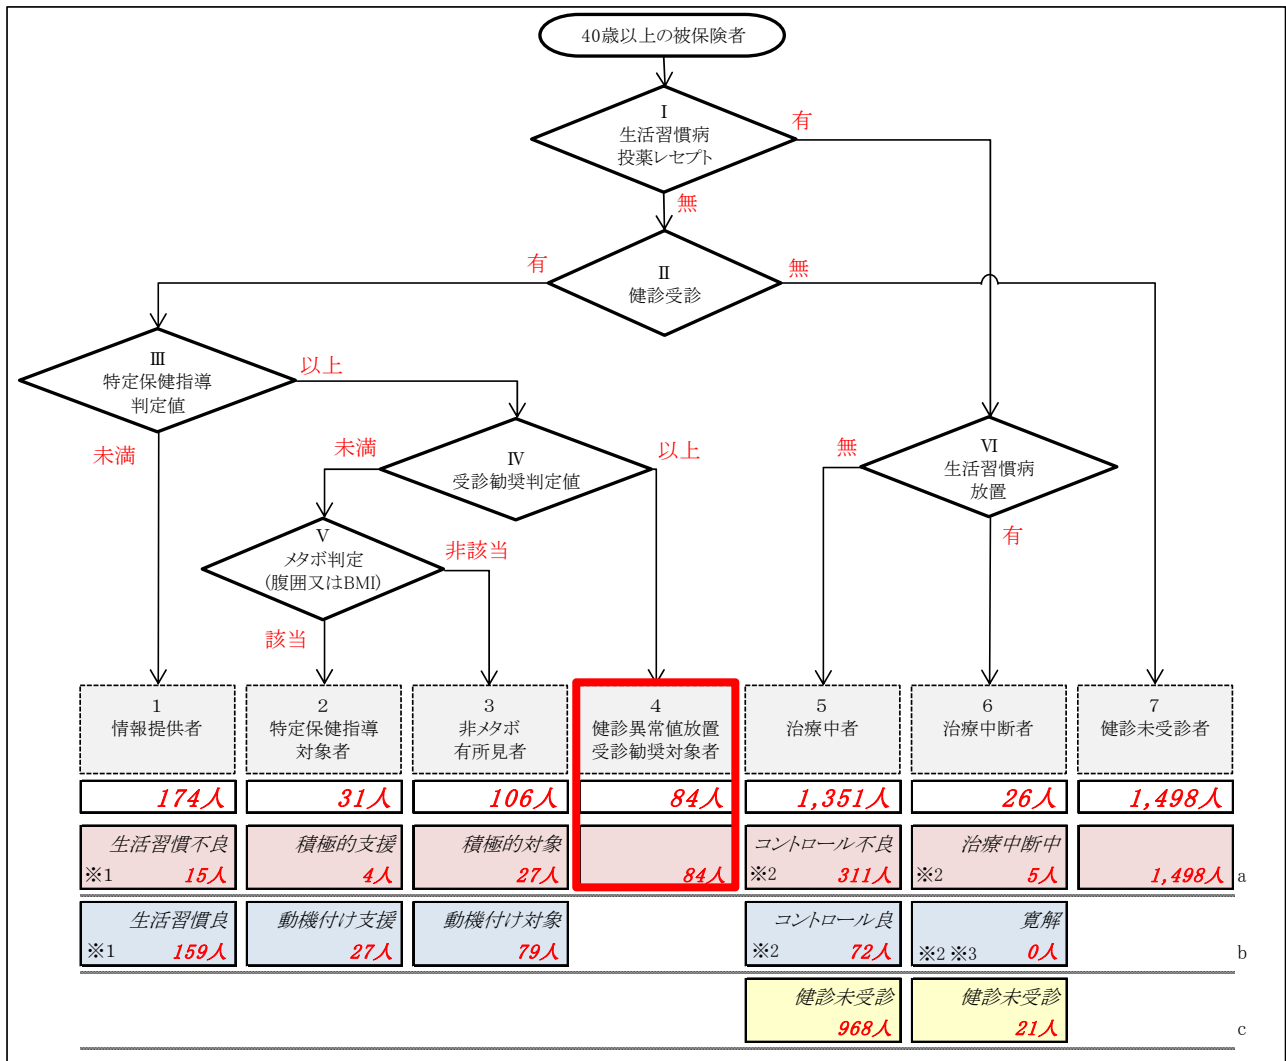 40歳以上の被保険者
Ⅰ
生活習慣病
投薬レセプト
有
無
Ⅱ
健診受診
有
無
Ⅲ
特定保健指導
判定値
以上
未満
Ⅳ
受診勧奨判定値
未満
以上
Ⅵ
生活習慣病
放置
無
有
Ⅴ
メタボ判定
(腹囲又はBMI)
非該当
該当
1
情報提供者
2
特定保健指導
対象者
3
非メタボ
有所見者
4
健診異常値放置
受診勧奨対象者
5
治療中者
6
治療中断者
7
健診未受診者
174人
31人
106人
84人
1,351人
26人
1,498人
生活習慣不良
※1 15人
積極的支援
4人
積極的対象
27人
84人
コントロール不良
※2 311人
治療中断中
※2 5人
1,498人
a
生活習慣良
※1 159人
動機付け支援
27人
動機付け対象
79人
コントロール良
※2 72人
寛解
※2 ※3 0人
b
健診未受診
968人
健診未受診
21人
c